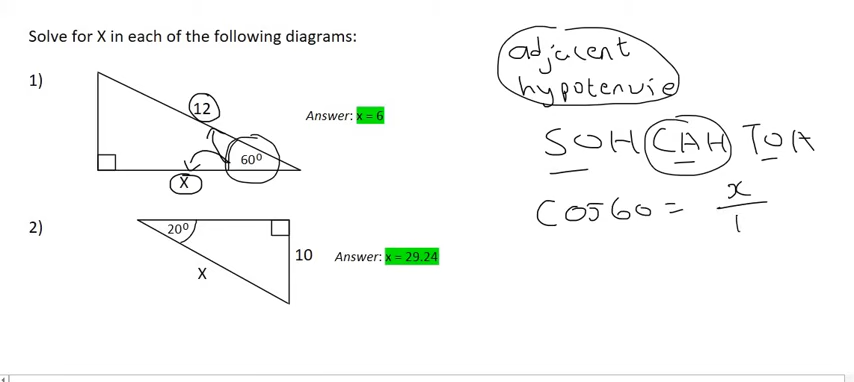 Solve for X in each of the following diagrams:
1)
12
60⁰
X
Answer: x = 6
2)
20⁰
10
X
Answer: x = 29.24
adjacent
hypotenuse
SOH CAH TOA
COS60 = x
1